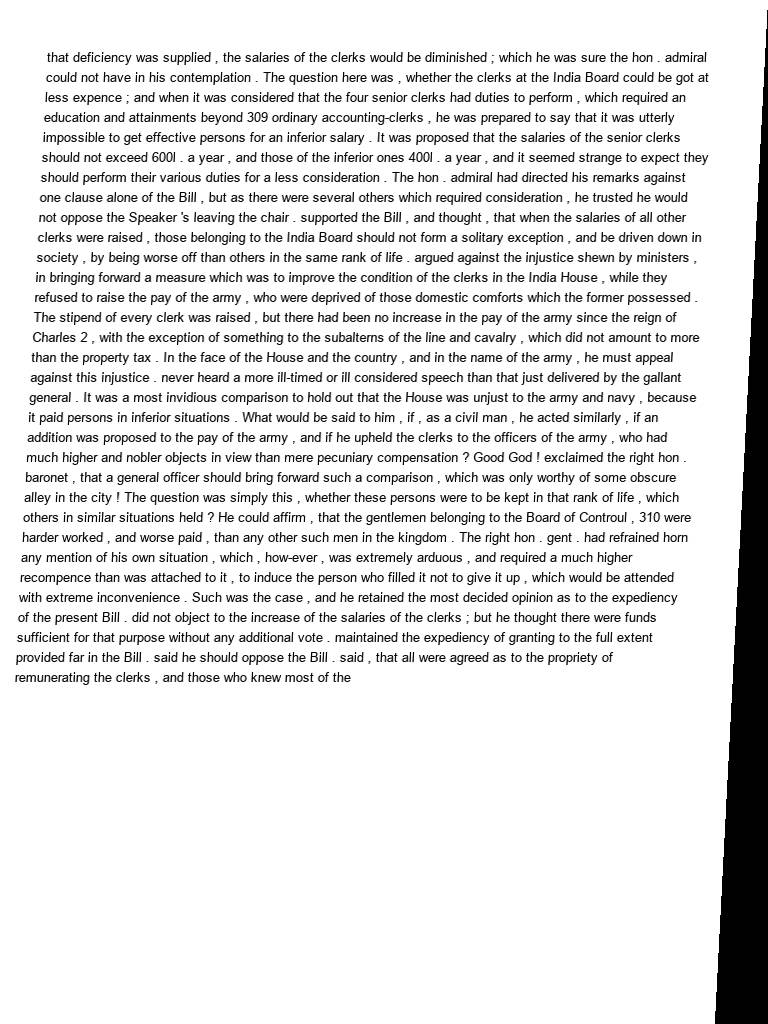 that deficiency was supplied , the salaries of the clerks would be diminished ; which he was sure the hon . admiral
could not have in his contemplation . The question here was , whether the clerks at the India Board could be got at
less expence ; and when it was considered that the four senior clerks had duties to perform , which required an
education and attainments beyond 309 ordinary accounting-clerks , he was prepared to say that it was utterly
impossible to get effective persons for an inferior salary . It was proposed that the salaries of the senior clerks
should not exceed 600l . a year , and those of the inferior ones 400l . a year , and it seemed strange to expect they
should perform their various duties for a less consideration . The hon . admiral had directed his remarks against
one clause alone of the Bill , but as there were several others which required consideration , he trusted he would
not oppose the Speaker 's leaving the chair . supported the Bill , and thought , that when the salaries of all other
clerks were raised , those belonging to the India Board should not form a solitary exception , and be driven down in
society , by being worse off than others in the same rank of life . argued against the injustice shewn by ministers ,
in bringing forward a measure which was to improve the condition of the clerks in the India House , while they
refused to raise the pay of the army , who were deprived of those domestic comforts which the former possessed .
The stipend of every clerk was raised , but there had been no increase in the pay of the army since the reign of
Charles 2 , with the exception of something to the subalterns of the line and cavalry , which did not amount to more
than the property tax . In the face of the House and the country , and in the name of the army , he must appeal
against this injustice . never heard a more ill-timed or ill considered speech than that just delivered by the gallant
general . It was a most invidious comparison to hold out that the House was unjust to the army and navy , because
it paid persons in inferior situations . What would be said to him , if , as a civil man , he acted similarly , if an
addition was proposed to the pay of the army , and if he upheld the clerks to the officers of the army , who had
much higher and nobler objects in view than mere pecuniary compensation ? Good God ! exclaimed the right hon .
baronet , that a general officer should bring forward such a comparison , which was only worthy of some obscure
alley in the city ! The question was simply this , whether these persons were to be kept in that rank of life , which
others in similar situations held ? He could affirm , that the gentlemen belonging to the Board of Controul , 310 were
harder worked , and worse paid , than any other such men in the kingdom . The right hon . gent . had refrained horn
any mention of his own situation , which , how-ever , was extremely arduous , and required a much higher
recompence than was attached to it , to induce the person who filled it not to give it up , which would be attended
with extreme inconvenience . Such was the case , and he retained the most decided opinion as to the expediency
of the present Bill . did not object to the increase of the salaries of the clerks ; but he thought there were funds
sufficient for that purpose without any additional vote . maintained the expediency of granting to the full extent
provided far in the Bill . said he should oppose the Bill . said , that all were agreed as to the propriety of
remunerating the clerks , and those who knew most of the